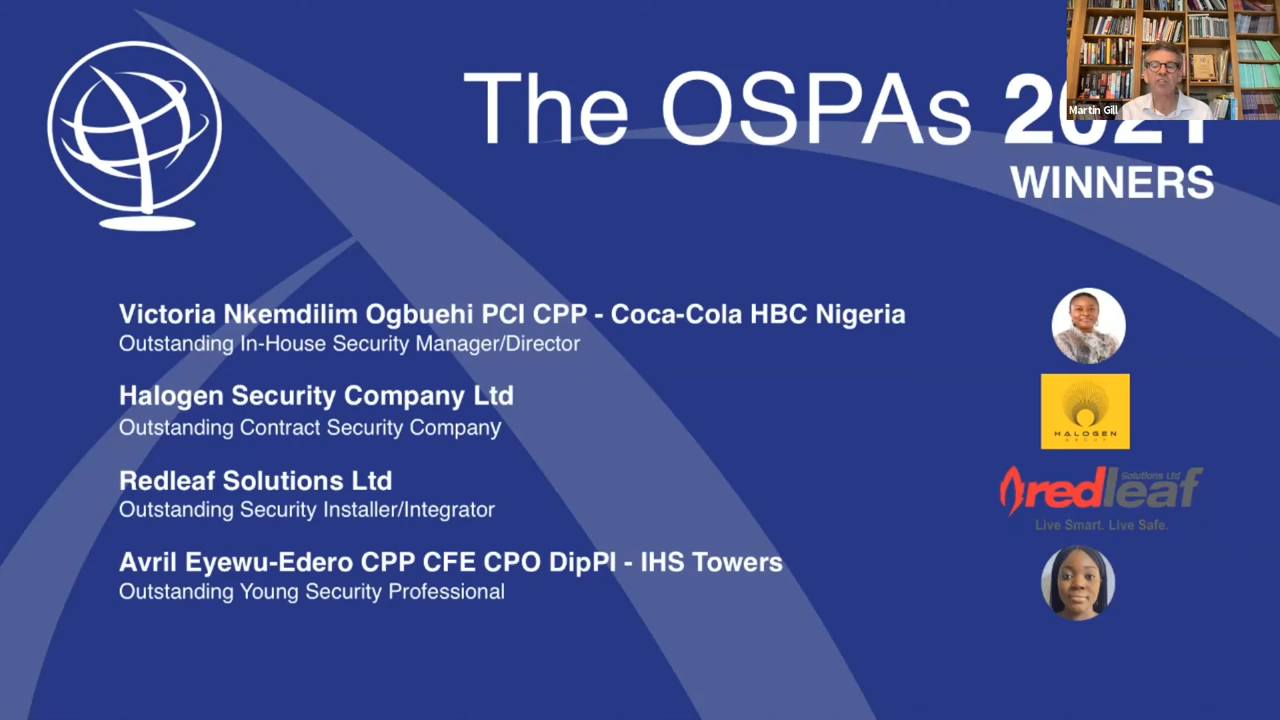 The OSPAs 2021
Martin Gill
WINNERS
Victoria Nkemdilim Ogbuehi PCI CPP - Coca-Cola HBC Nigeria
Outstanding In-House Security Manager/Director
Halogen Security Company Ltd
Outstanding Contract Security Company
HALOGEN
GROUP
Redleaf Solutions Ltd
Outstanding Security Installer/Integrator
redleaf Solutions Ltd
Live Smart. Live Safe.
Avril Eyewu-Edero CPP CFE CPO DipPI - IHS Towers
Outstanding Young Security Professional